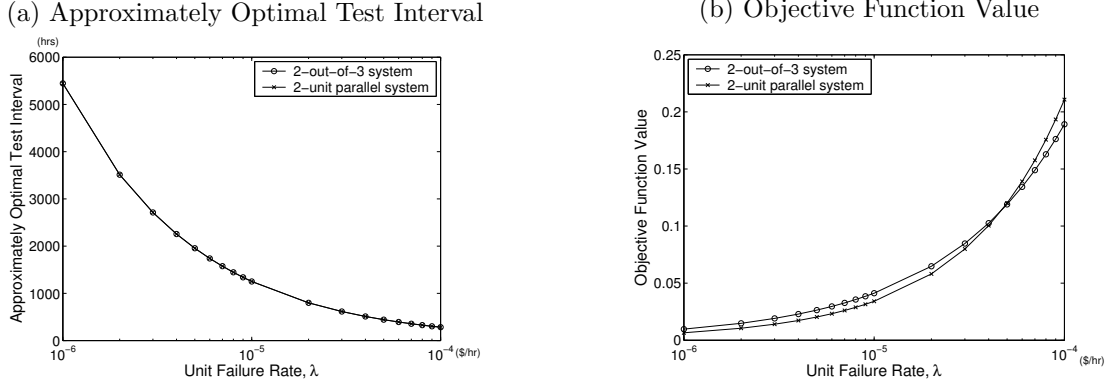 (a) Approximately Optimal Test Interval
(hrs)
6000
5000
4000
3000
2000
1000
0
Approximately Optimal Test Interval
2−out−of−3 system
2−unit parallel system
10−6
10−5
10−4
($/hr)
Unit Failure Rate, λ
(b) Objective Function Value
0.25
0.2
0.15
0.1
0.05
0
Objective Function Value
2−out−of−3 system
2−unit parallel system
10−6
10−5
10−4
($/hr)
Unit Failure Rate, λ